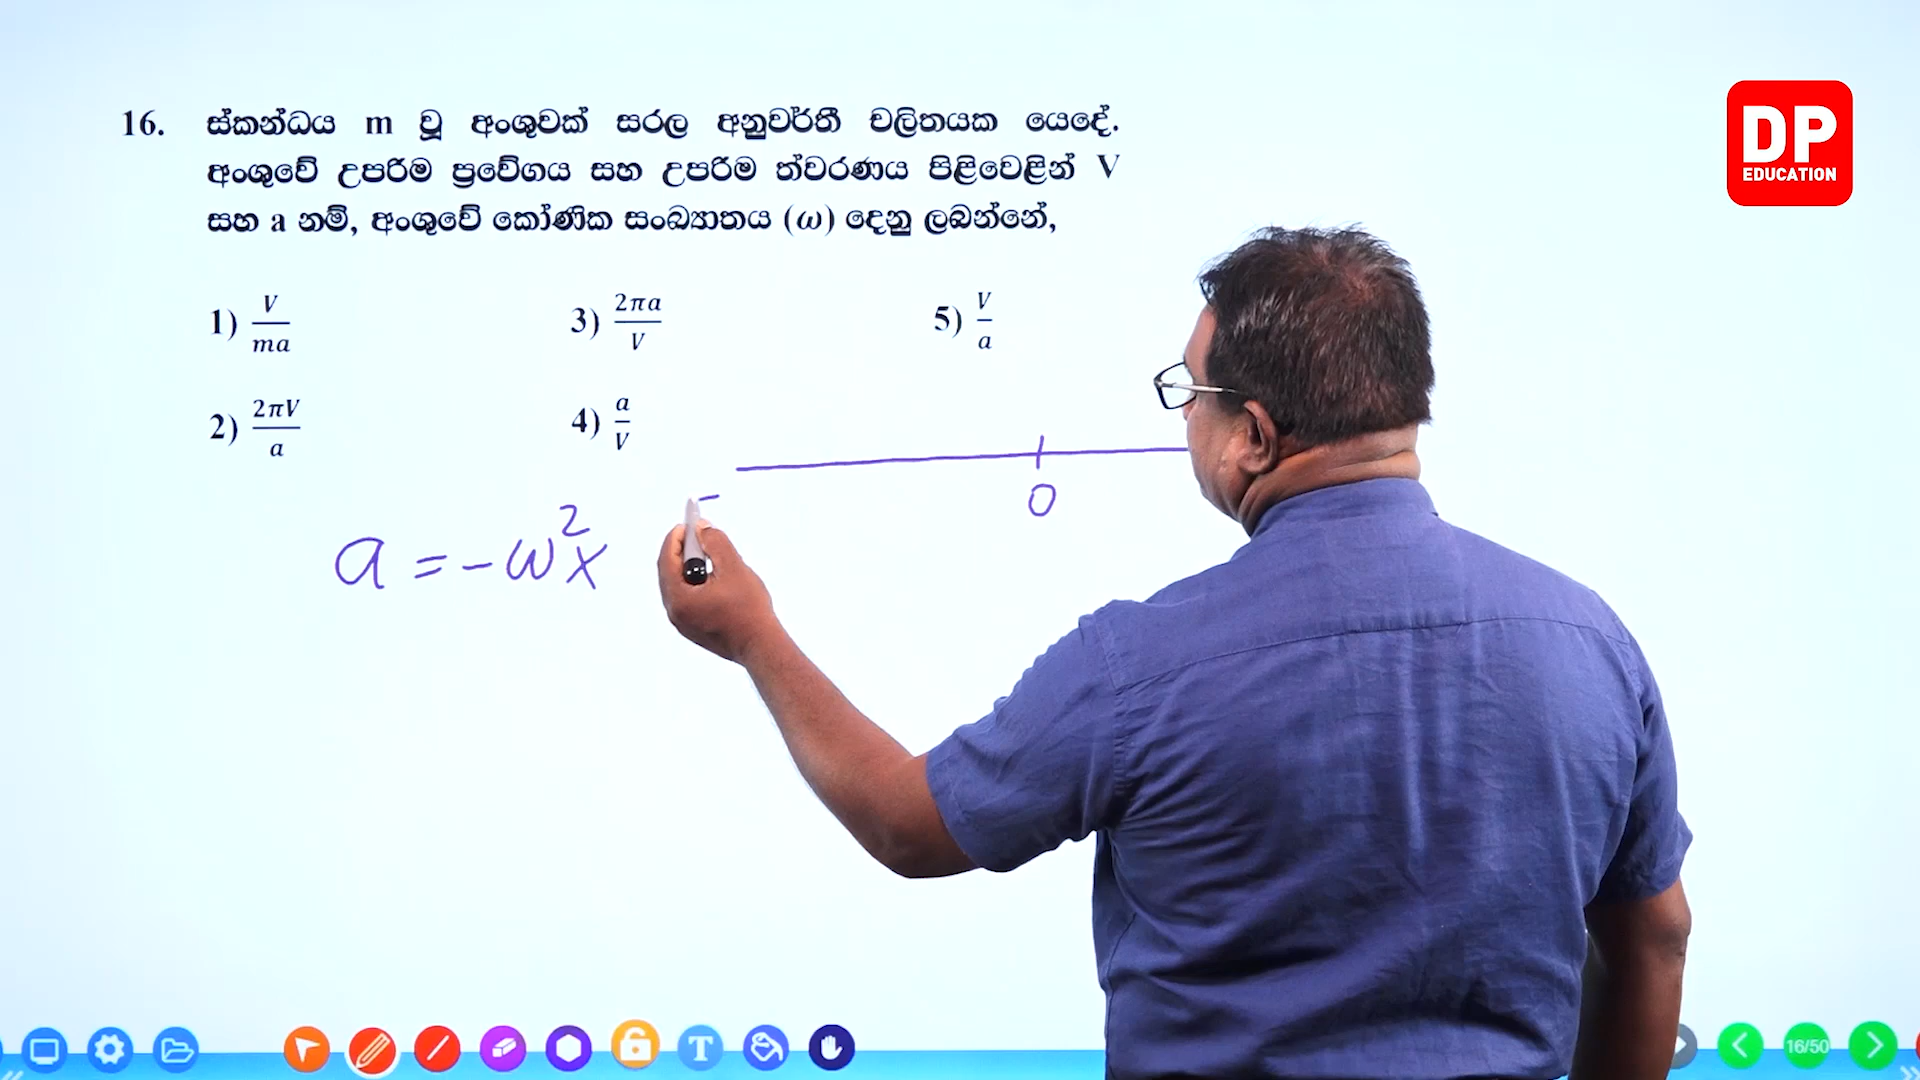 16. ස්කන්ධය m වූ අංශුවක් සරල අනුවර්තී චලිතයක යෙදේ.
අංශුවේ උපරිම ප්‍රවේගය සහ උපරිම ත්වරණය පිළිවෙළින් V
සහ a නම්, අංශුවේ කෝණික සංඛ්‍යාතය (ω) දෙනු ලබන්නේ,
1) V/ma
3) 2πa/V
5) V/a
2) 2πV/a
4) a/V
0
a = -ω²x
DP
EDUCATION
T
16/50